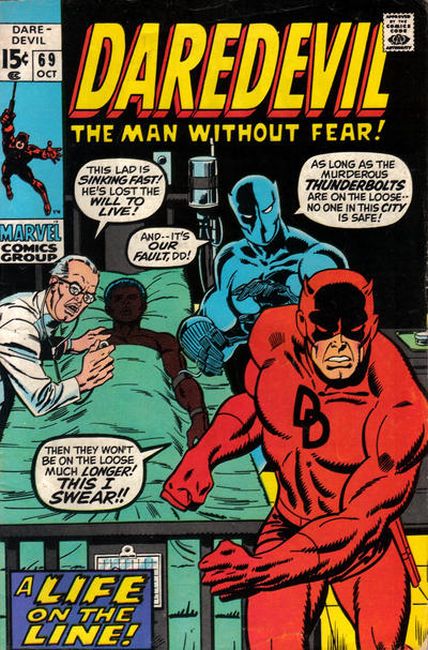 DARE-
DEVIL
15¢
69
OCT
MARVEL
COMICS
GROUP
DAREDEVIL
THE MAN WITHOUT FEAR!
APPROVED
BY THE
COMICS
CODE
AUTHORITY
THIS LAD IS
SINKING FAST!
HE'S LOST THE
WILL TO
LIVE!
AND--IT'S
OUR
FAULT, DD!
AS LONG AS THE
MURDEROUS
THUNDERBOLTS
ARE ON THE LOOSE--
NO ONE IN THIS CITY
IS SAFE!
DD
THEN THEY WON'T
BE ON THE LOOSE
MUCH LONGER!
THIS I
SWEAR!!
A LIFE
ON THE
LINE!